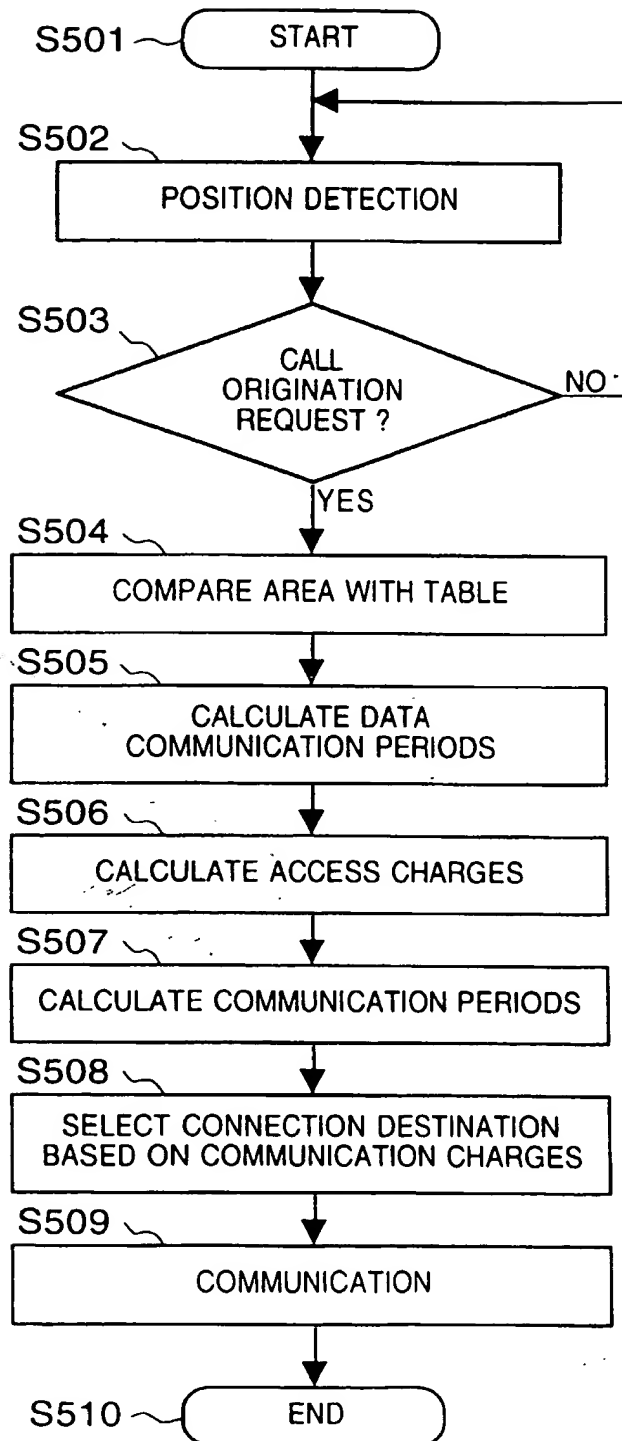 S501
START
S502
POSITION DETECTION
S503
CALL
ORIGINATION
REQUEST ?
NO
YES
S504
COMPARE AREA WITH TABLE
S505
CALCULATE DATA
COMMUNICATION PERIODS
S506
CALCULATE ACCESS CHARGES
S507
CALCULATE COMMUNICATION PERIODS
S508
SELECT CONNECTION DESTINATION
BASED ON COMMUNICATION CHARGES
S509
COMMUNICATION
S510
END